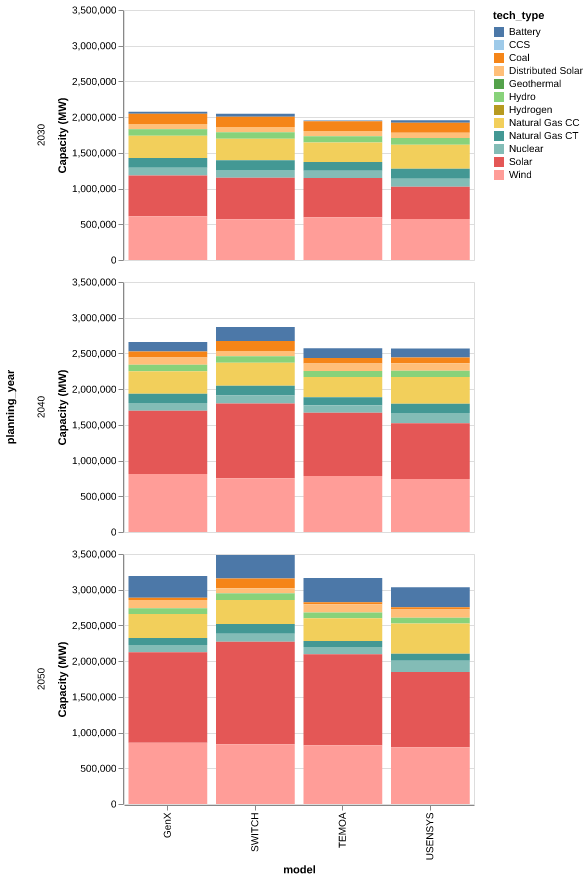 tech_type
Battery
CCS
Coal
Distributed Solar
Geothermal
Hydro
Hydrogen
Natural Gas CC
Natural Gas CT
Nuclear
Solar
Wind
planning_year
2030
Capacity (MW)
3,500,000
3,000,000
2,500,000
2,000,000
1,500,000
1,000,000
500,000
0
2040
Capacity (MW)
3,500,000
3,000,000
2,500,000
2,000,000
1,500,000
1,000,000
500,000
0
2050
Capacity (MW)
3,500,000
3,000,000
2,500,000
2,000,000
1,500,000
1,000,000
500,000
0
GenX
SWITCH
TEMOA
USENSYS
model